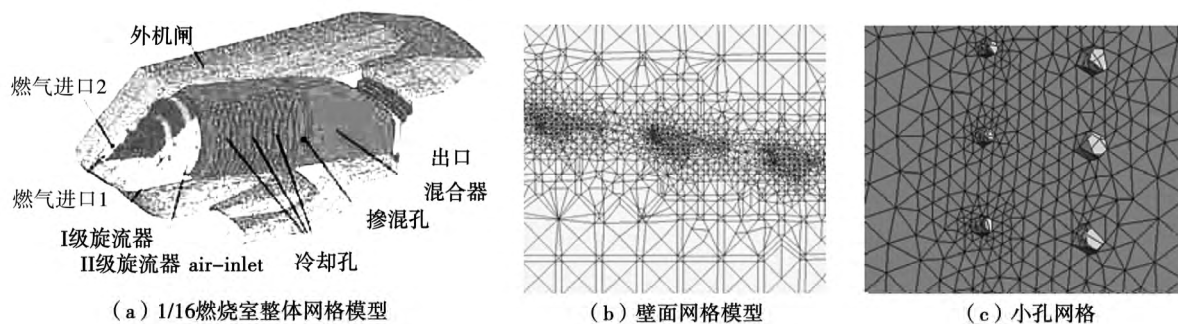 外机闸
燃气进口2
燃气进口1
I级旋流器
II级旋流器 air-inlet
冷却孔
掺混孔
出口
混合器
(a)1/16燃烧室整体网格模型
(b)壁面网格模型
(c)小孔网格